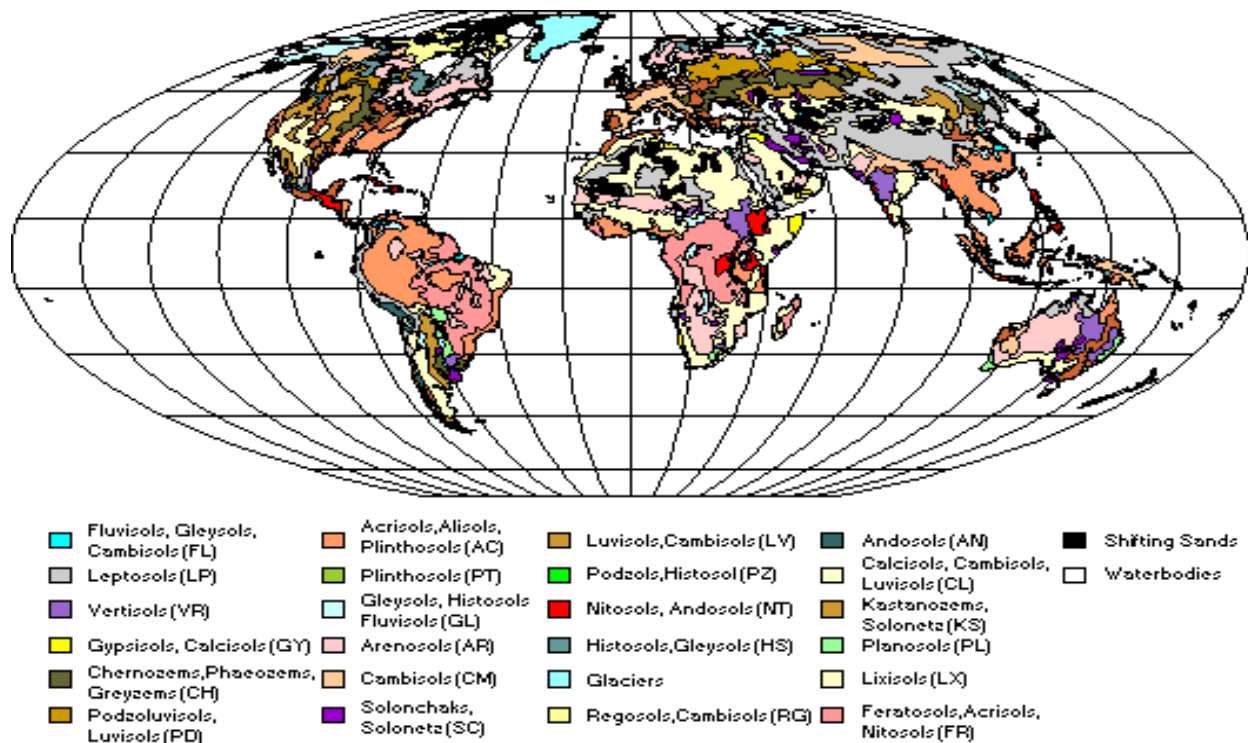 Fluvisols, Gleysols,
Cambisols (FL)
Leptosols (LP)
Vertisols (VR)
Gypsisols, Calcisols (GY)
Chernozems, Phaeozems,
Greyzems (CH)
Podzoluvisols,
Luvisols (PD)
Acrisols, Alisols,
Plinthosols (AC)
Plinthosols (PT)
Gleysols, Histosols
Fluvisols (GL)
Arenosols (AR)
Cambisols (CM)
Solonchaks,
Solonetz (SC)
Luvisols, Cambisols (LV)
Podzols, Histosol (PZ)
Nitosols, Andosols (NT)
Histosols, Gleysols (HS)
Glaciers
Regosols, Cambisols (RG)
Andosols (AN)
Calcisols, Cambisols,
Luvisols (CL)
Kastanozems,
Solonetz (KS)
Planosols (PL)
Lixisols (LX)
Feratosols, Acrisols,
Nitosols (FR)
Shifting Sands
Waterbodies